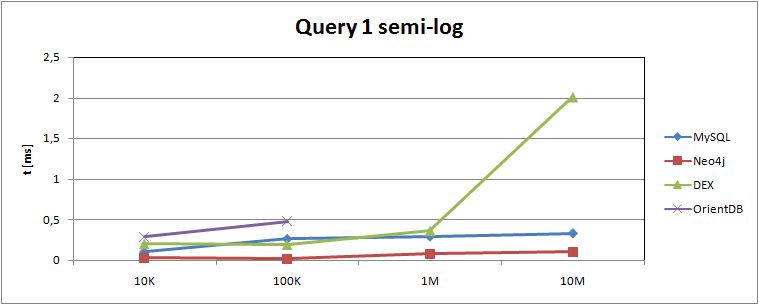 Query 1 semi-log
2,5
2
1,5
1
0,5
0
t [ms]
10K 100K 1M 10M
MySQL
Neo4j
DEX
OrientDB